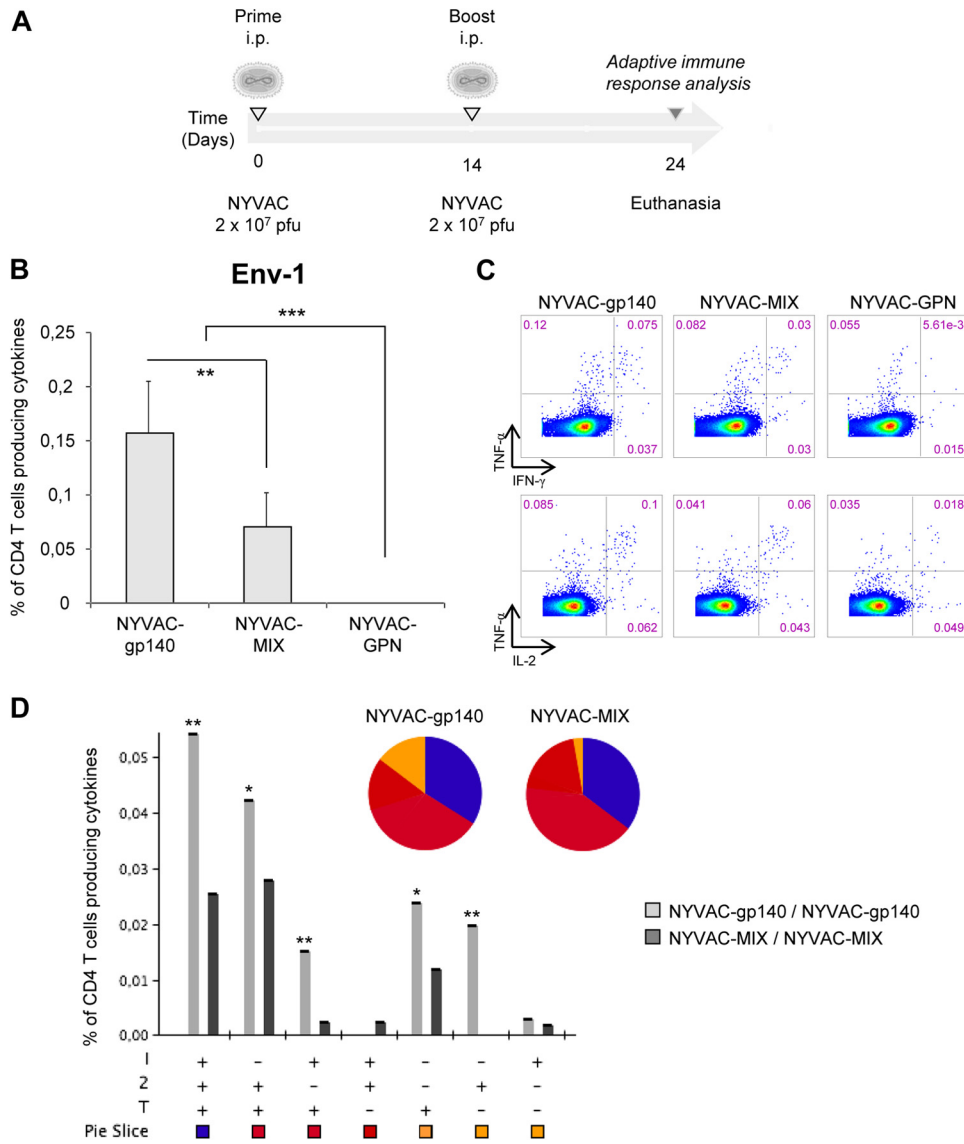 A
Prime
i.p.
Boost
i.p.
Adaptive immune
response analysis
Time
(Days)
0
14
24
NYVAC
2 x 10⁷ pfu
NYVAC
2 x 10⁷ pfu
Euthanasia
B
Env-1
% of CD4 T cells producing cytokines
0,25
0,2
0,15
0,1
0,05
0
***
**
NYVAC-
gp140
NYVAC-
MIX
NYVAC-
GPN
C
NYVAC-gp140 NYVAC-MIX NYVAC-GPN
0.12 0.075 0.082 0.03 0.055 5.61e-3
0.037 0.03 0.015
TNF-α
IFN-γ
0.085 0.1 0.041 0.06 0.035 0.018
0.062 0.043 0.049
TNF-α
IL-2
D
% of CD4 T cells producing cytokines
0,05
0,04
0,03
0,02
0,01
0,00
** * ** * **
NYVAC-gp140 NYVAC-MIX
NYVAC-gp140 / NYVAC-gp140
NYVAC-MIX / NYVAC-MIX
I + - + + - - +
2 + + - + - + -
T + + + - + - -
Pie Slice